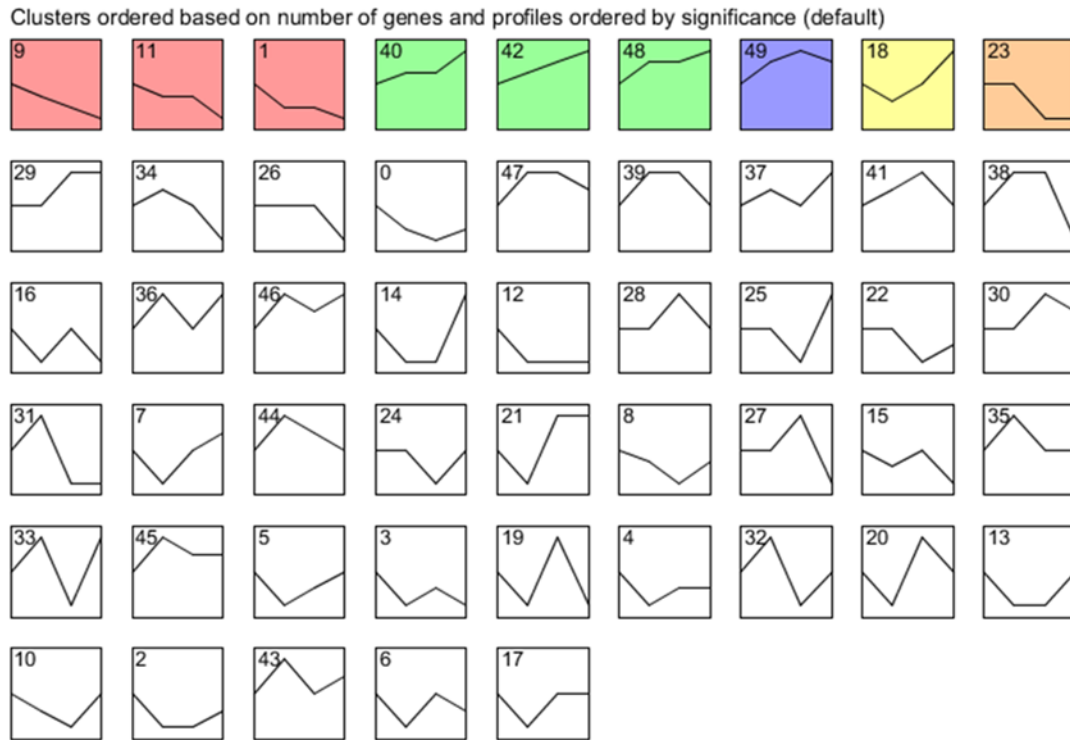 Clusters ordered based on number of genes and profiles ordered by significance (default)
9 11 1 40 42 48 49 18 23
29 34 26 0 47 39 37 41 38
16 36 46 14 12 28 25 22 30
31 7 44 24 21 8 27 15 35
33 45 5 3 19 4 32 20 13
10 2 43 6 17